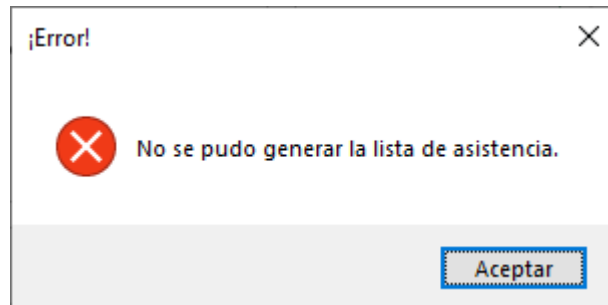 ¡Error!
No se pudo generar la lista de asistencia.
Aceptar